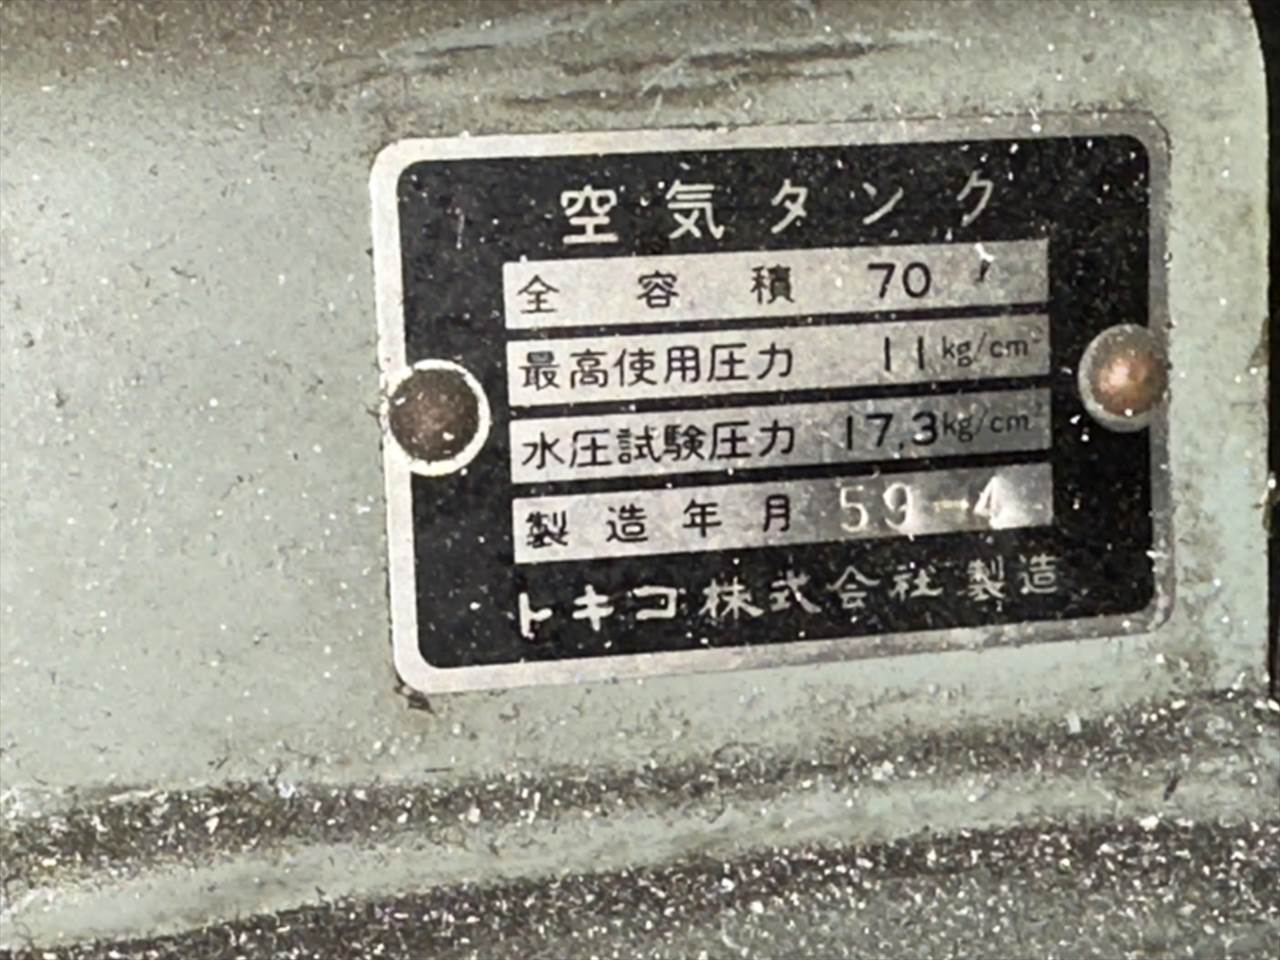 空気タンク
全容積 70 ℓ
最高使用圧力 11 kg/cm²
水圧試験圧力 17.3 kg/cm²
製造年月 59-4
トキコ株式会社製造